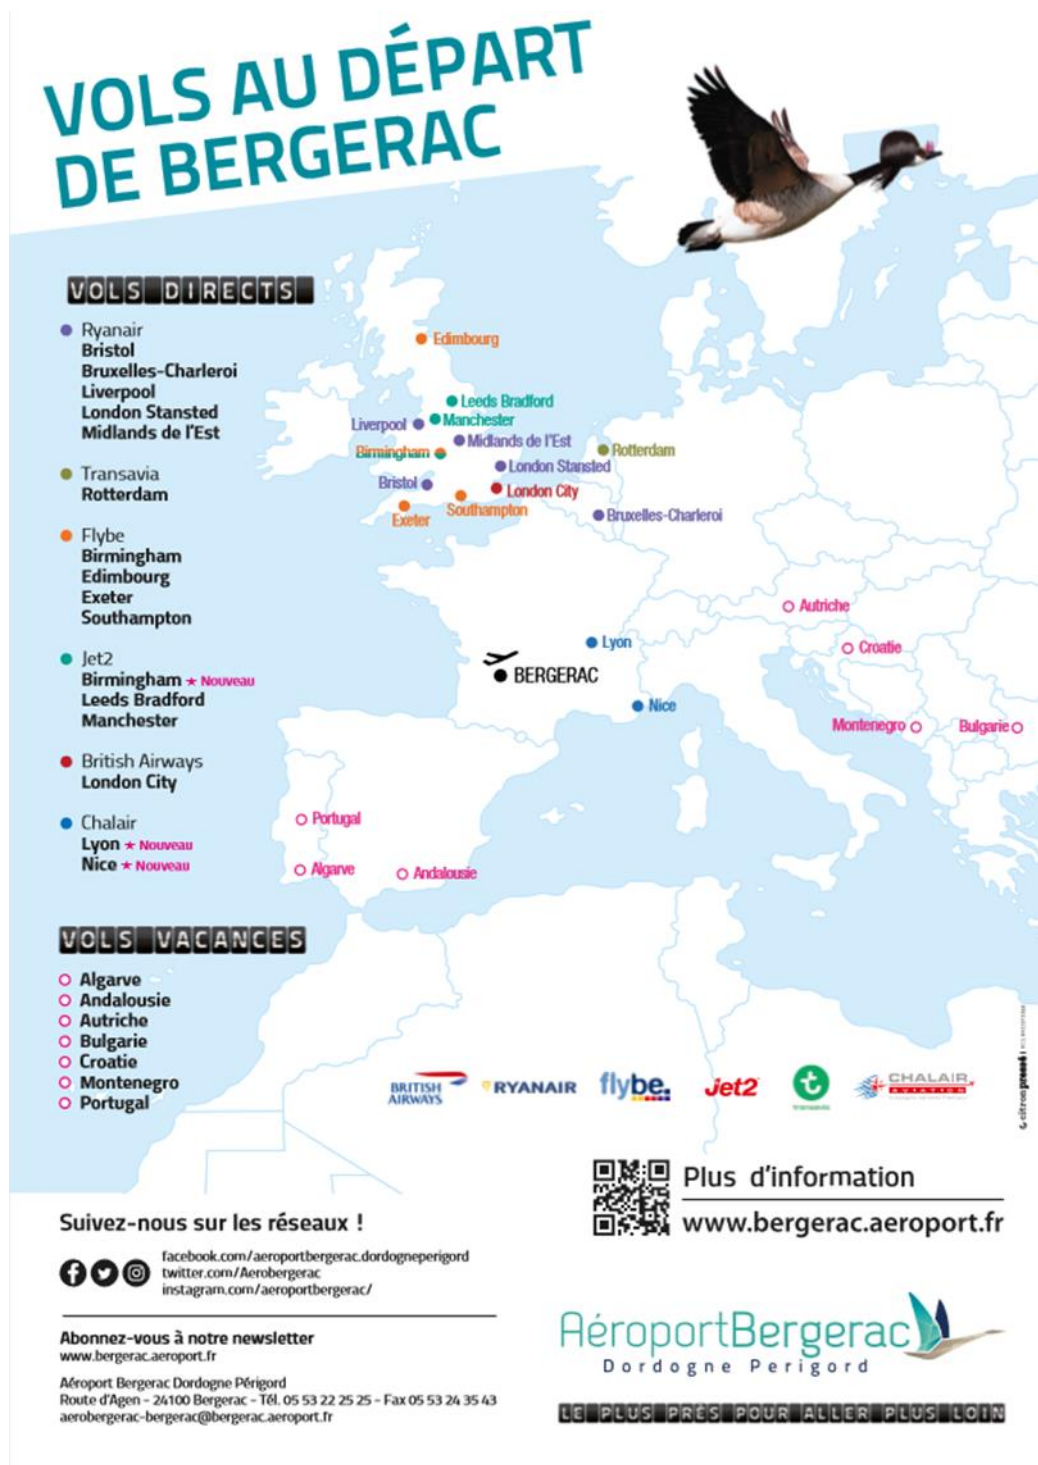 VOLS AU DÉPART
DE BERGERAC
VOLS DIRECTS
Ryanair
Bristol
Bruxelles-Charleroi
Liverpool
London Stansted
Midlands de l'Est
Transavia
Rotterdam
Flybe
Birmingham
Edimbourg
Exeter
Southampton
Jet2
Birmingham ★ Nouveau
Leeds Bradford
Manchester
British Airways
London City
Chalair
Lyon ★ Nouveau
Nice ★ Nouveau
VOLS VACANCES
Algarve
Andalousie
Autriche
Bulgarie
Croatie
Montenegro
Portugal
Edimbourg
Leeds Bradford
Manchester
Liverpool
Midlands de l'Est
Birmingham
Rotterdam
London Stansted
Bristol
London City
Southampton
Exeter
Bruxelles-Charleroi
Autriche
Lyon
Croatie
BERGERAC
Nice
Montenegro
Bulgarie
Portugal
Algarve
Andalousie
BRITISH
AIRWAYS
RYANAIR
flybe.
Jet2
transavia
CHALAIR
AVIATION
citronpressé
Plus d'information
www.bergerac.aeroport.fr
Suivez-nous sur les réseaux !
facebook.com/aeroportbergerac.dordogneperigord
twitter.com/Aerobergerac
instagram.com/aeroportbergerac/
Abonnez-vous à notre newsletter
www.bergerac.aeroport.fr
Aéroport Bergerac Dordogne Périgord
Route d'Agen - 24100 Bergerac - Tél. 05 53 22 25 25 - Fax 05 53 24 35 43
aerobergerac-bergerac@bergerac.aeroport.fr
AéroportBergerac
Dordogne Perigord
LE PLUS PRÈS POUR ALLER PLUS LOIN